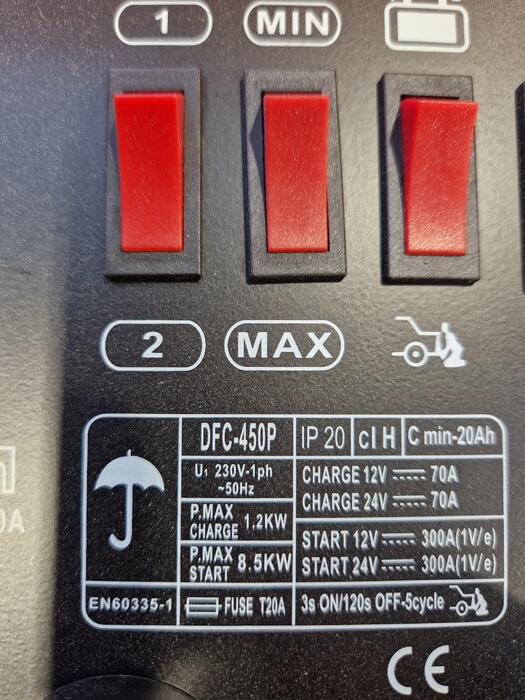 1 MIN
2 MAX
DFC-450P IP 20 cl H C min-20Ah
U1 230V-1ph
~50Hz
CHARGE 12V 70A
CHARGE 24V 70A
P.MAX
CHARGE 1.2KW
P.MAX
START 8.5KW
START 12V 300A(1V/e)
START 24V 300A(1V/e)
EN60335-1 FUSE T20A 3s ON/120s OFF-5cycle
CE